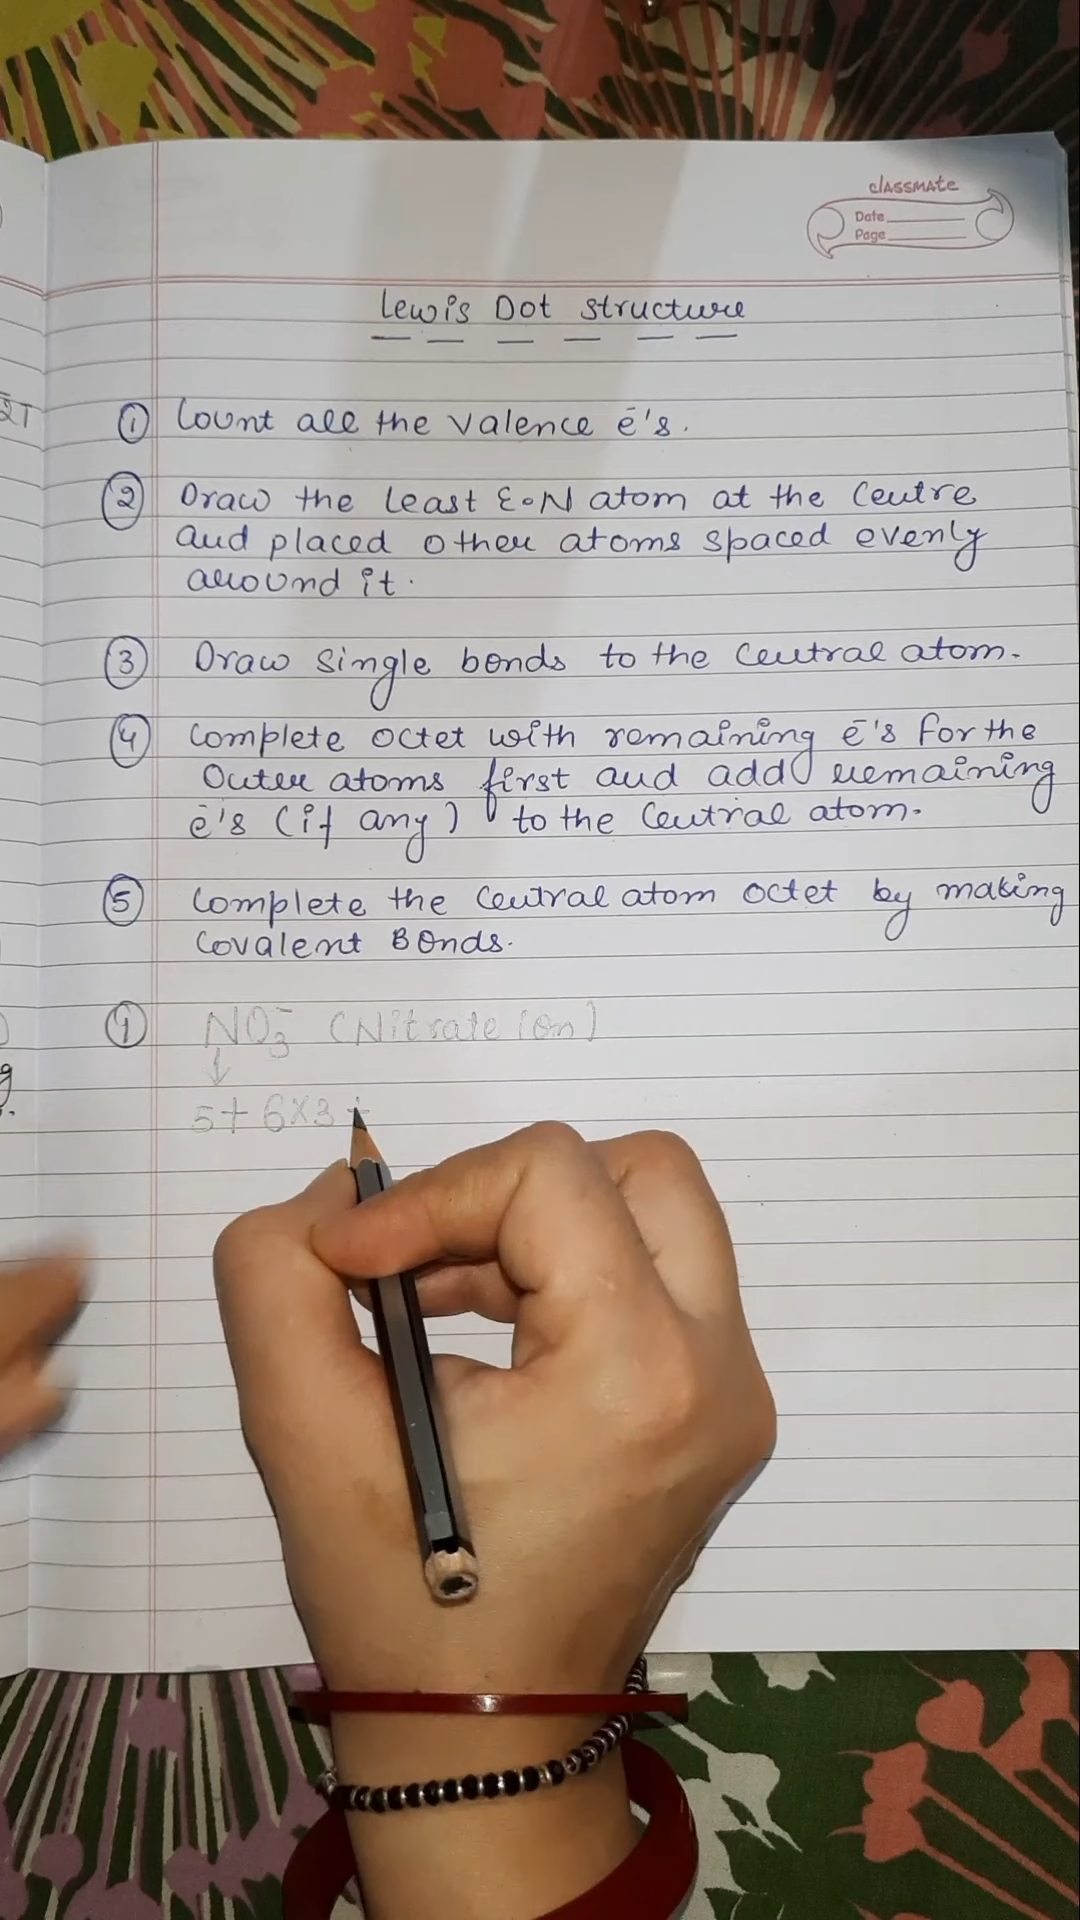 classmate
Date
Page
Lewis Dot structure
① Count all the valence ē's.
② Draw the least E.N atom at the Centre
and placed other atoms spaced evenly
around it.
③ Draw single bonds to the Central atom.
④ Complete octet with remaining ē's for the
Outer atoms first and add remaining
ē's (if any) to the Central atom.
⑤ Complete the Central atom octet by making
Covalent Bonds.
① NO₃⁻ (Nitrate ion)
↓
5+ 6×3 +